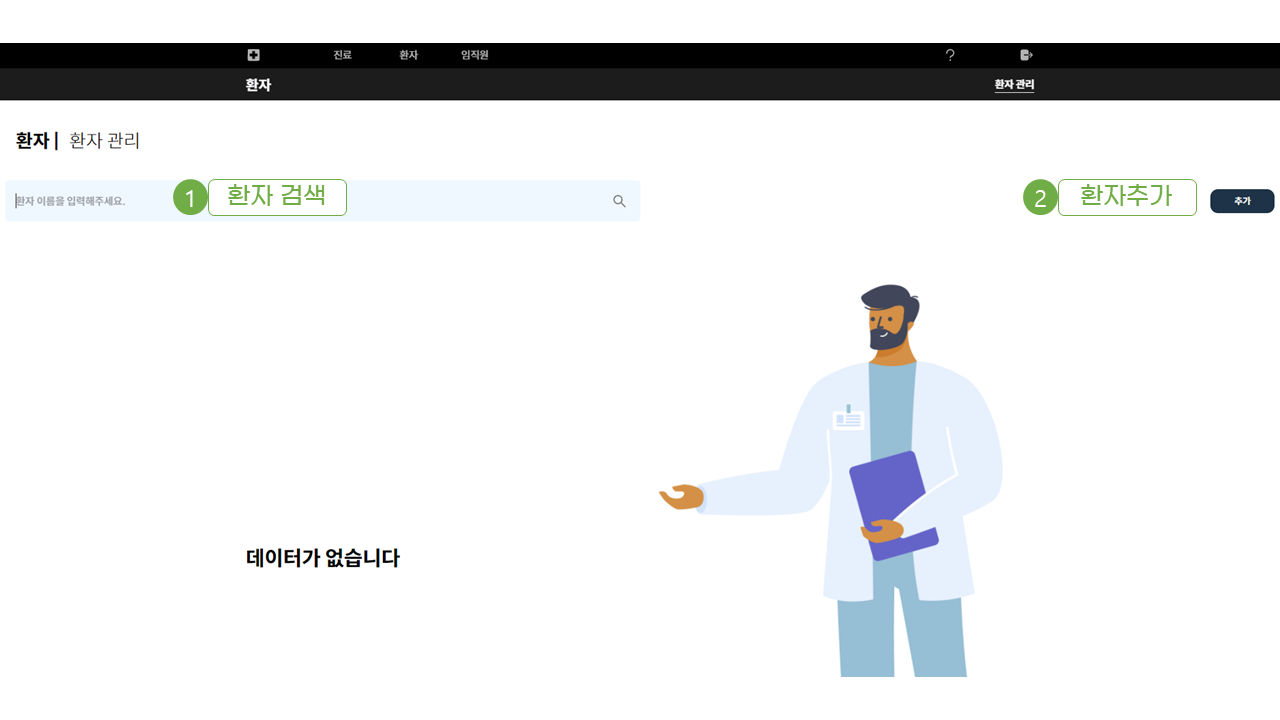 진료 환자 임직원 ?
환자 환자 관리
환자 | 환자 관리
환자 이름을 입력해주세요. 1 환자 검색 2 환자추가 추가
데이터가 없습니다